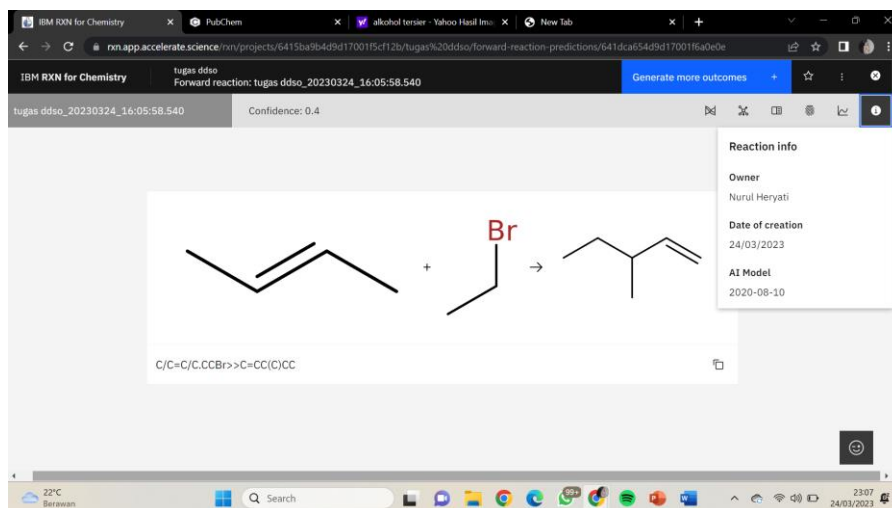 IBM RXN for Chemistry
PubChem
alkohol tersier - Yahoo Hasil Ima
New Tab
rxn.app.accelerate.science/rxn/projects/6415ba9b4d9d17001f5cf12b/tugas%20ddso/forward-reaction-predictions/641dca654d9d17001f6a0e0e
IBM RXN for Chemistry
tugas ddso
Forward reaction: tugas ddso_20230324_16:05:58.540
Generate more outcomes +
tugas ddso_20230324_16:05:58.540
Confidence: 0.4
Reaction info
Owner
Nurul Heryati
Date of creation
24/03/2023
AI Model
2020-08-10
Br
+
→
C/C=C/C.CCBr>>C=CC(C)CC
22°C
Berawan
Search
99+
23:07
24/03/2023